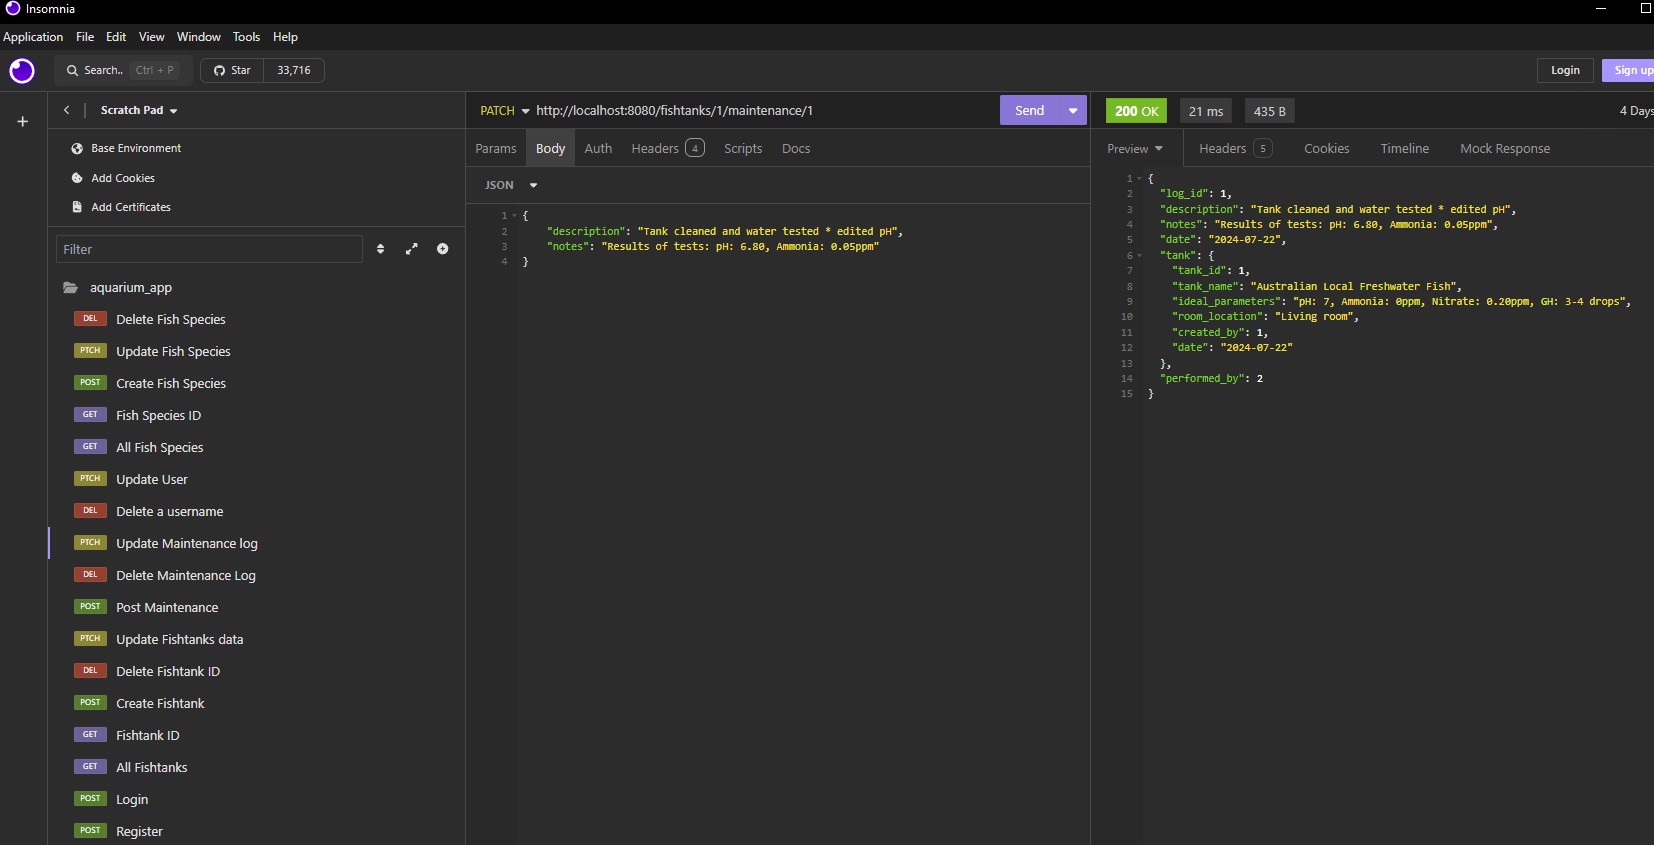 Insomnia
Application File Edit View Window Tools Help
Search.. Ctrl + P Star 33,716 Login Sign up
Scratch Pad
Base Environment
Add Cookies
Add Certificates
Filter
aquarium_app
DEL Delete Fish Species
PTCH Update Fish Species
POST Create Fish Species
GET Fish Species ID
GET All Fish Species
PTCH Update User
DEL Delete a username
PTCH Update Maintenance log
DEL Delete Maintenance Log
POST Post Maintenance
PTCH Update Fishtanks data
DEL Delete Fishtank ID
POST Create Fishtank
GET Fishtank ID
GET All Fishtanks
POST Login
POST Register
PATCH http://localhost:8080/fishtanks/1/maintenance/1 Send
Params Body Auth Headers 4 Scripts Docs
JSON
1 {
2 "description": "Tank cleaned and water tested * edited pH",
3 "notes": "Results of tests: pH: 6.80, Ammonia: 0.05ppm"
4 }
200 OK 21 ms 435 B 4 Days
Preview Headers 5 Cookies Timeline Mock Response
1 {
2 "log_id": 1,
3 "description": "Tank cleaned and water tested * edited pH",
4 "notes": "Results of tests: pH: 6.80, Ammonia: 0.05ppm",
5 "date": "2024-07-22",
6 "tank": {
7 "tank_id": 1,
8 "tank_name": "Australian Local Freshwater Fish",
9 "ideal_parameters": "pH: 7, Ammonia: 0ppm, Nitrate: 0.20ppm, GH: 3-4 drops",
10 "room_location": "Living room",
11 "created_by": 1,
12 "date": "2024-07-22"
13 },
14 "performed_by": 2
15 }